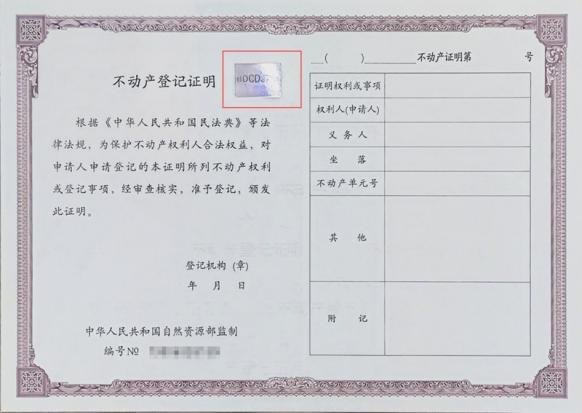 不动产登记证明
根据《中华人民共和国民法典》等法
律法规，为保护不动产权利人合法权益，对
申请人申请登记的本证明所列不动产权利
或登记事项，经审查核实，准予登记，颁发
此证明。
登记机构（章）
年 月 日
中华人民共和国自然资源部监制
编号№
（ ） 不动产证明第 号
证明权利或事项
权利人(申请人)
义务人
坐落
不动产单元号
其他
附记